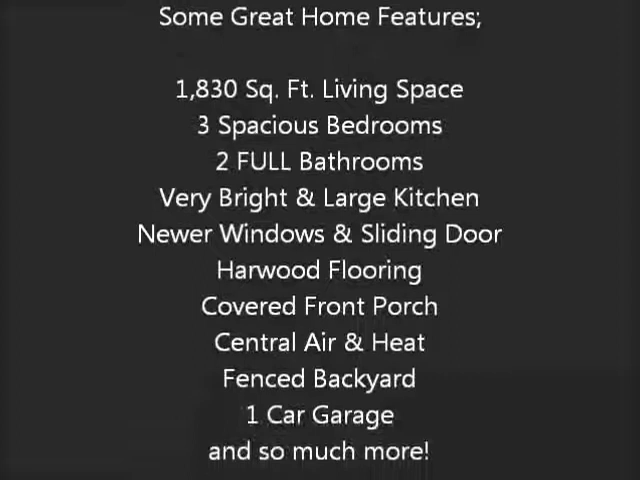 Some Great Home Features;
1,830 Sq. Ft. Living Space
3 Spacious Bedrooms
2 FULL Bathrooms
Very Bright & Large Kitchen
Newer Windows & Sliding Door
Harwood Flooring
Covered Front Porch
Central Air & Heat
Fenced Backyard
1 Car Garage
and so much more!